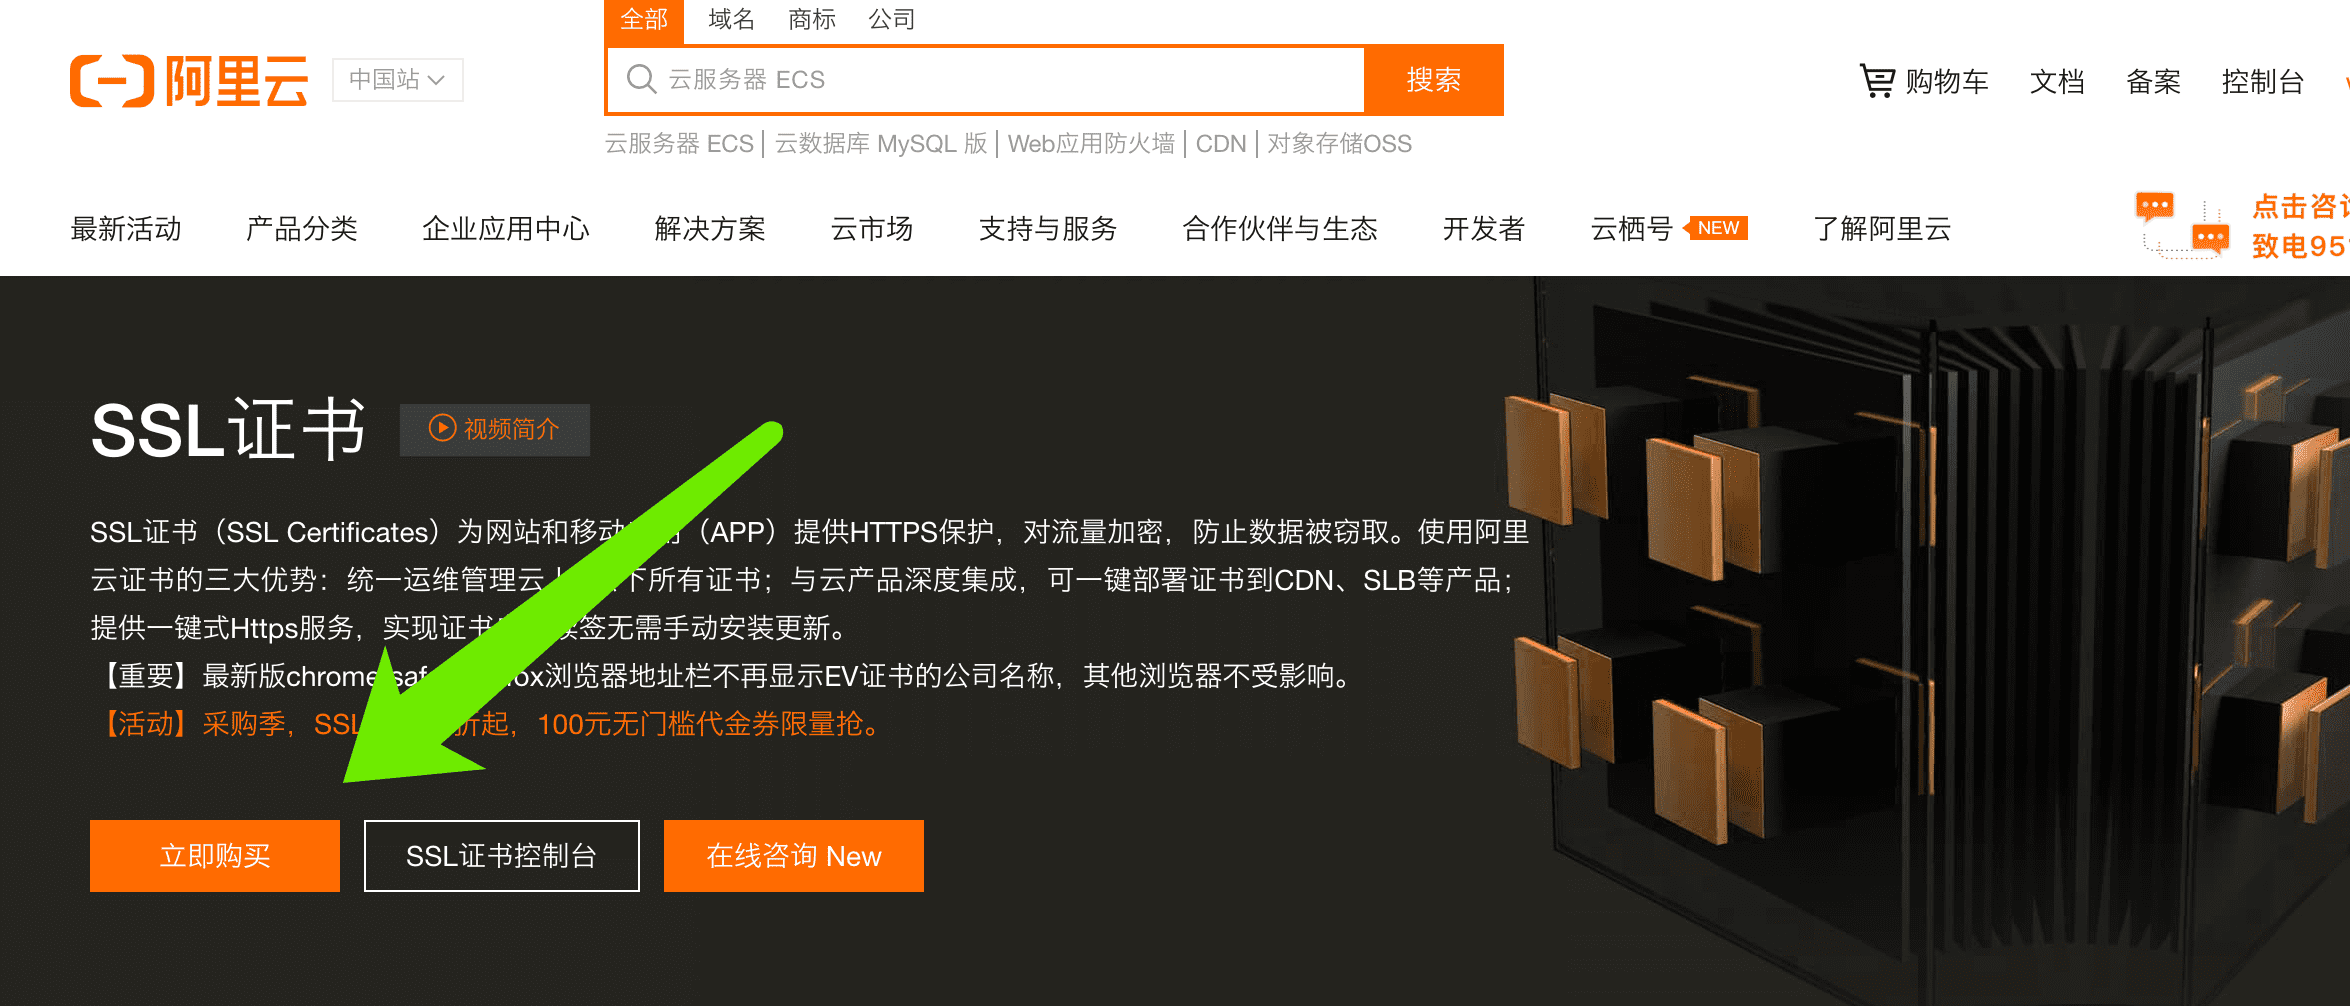 全部 域名 商标 公司
阿里云 中国站
云服务器 ECS 搜索
购物车 文档 备案 控制台
云服务器 ECS | 云数据库 MySQL 版 | Web应用防火墙 | CDN | 对象存储OSS
最新活动 产品分类 企业应用中心 解决方案 云市场 支持与服务 合作伙伴与生态 开发者 云栖号 NEW 了解阿里云
点击咨
致电95
SSL证书 视频简介
SSL证书（SSL Certificates）为网站和移动 （APP）提供HTTPS保护，对流量加密，防止数据被窃取。使用阿里
云证书的三大优势：统一运维管理云 下所有证书；与云产品深度集成，可一键部署证书到CDN、SLB等产品；
提供一键式Https服务，实现证书 续签无需手动安装更新。
【重要】最新版chrome saf ox浏览器地址栏不再显示EV证书的公司名称，其他浏览器不受影响。
【活动】采购季，SSL 折起，100元无门槛代金券限量抢。
立即购买 SSL证书控制台 在线咨询 New